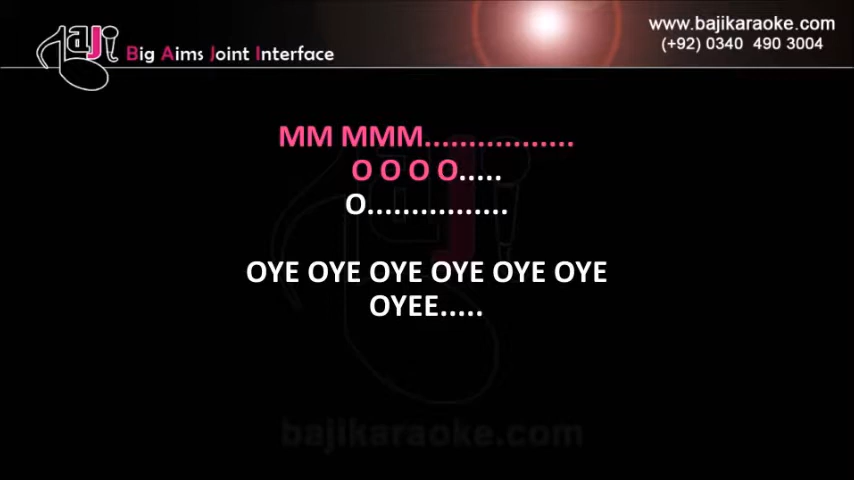 www.bajikaraoke.com
(+92) 0340 490 3004
BaJi
Big Aims Joint Interface
MM MMM.................
O O O O.....
O................
OYE OYE OYE OYE OYE OYE
OYEE.....
bajikaraoke.com